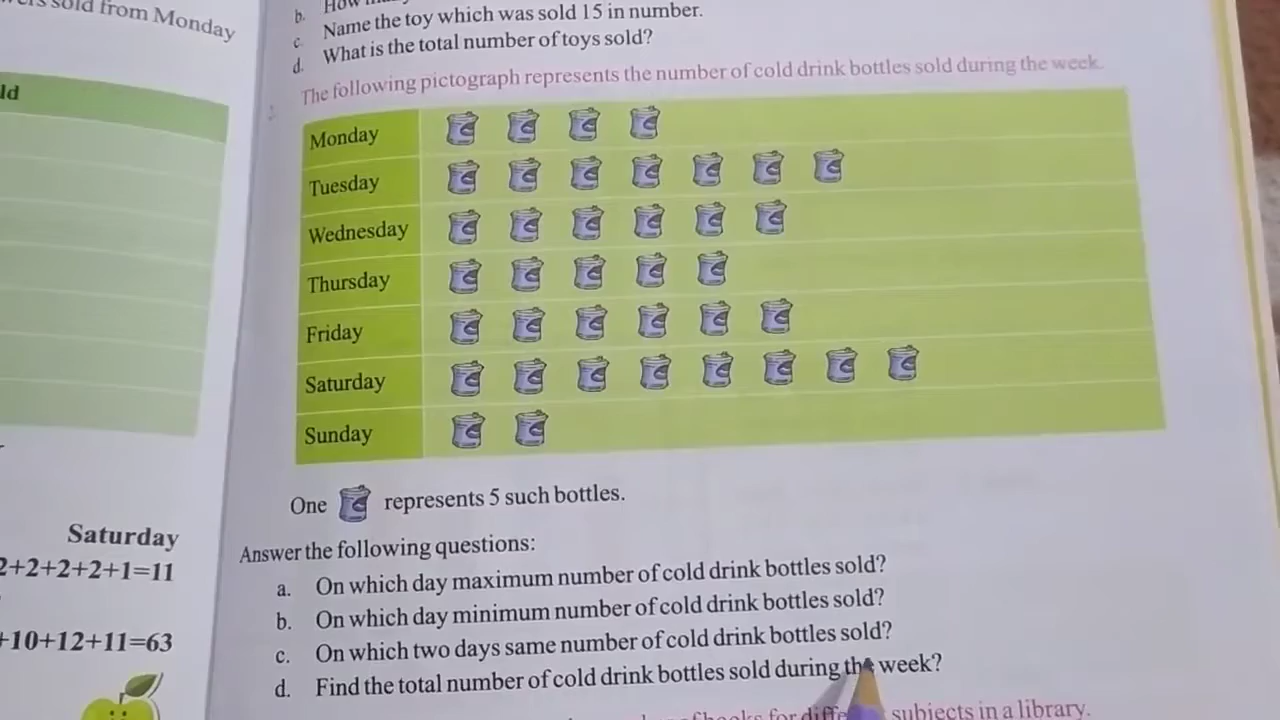 sold from Monday
ld
Saturday
2+2+2+2+1=11
+10+12+11=63
b.
c. Name the toy which was sold 15 in number.
d. What is the total number of toys sold?
The following pictograph represents the number of cold drink bottles sold during the week.
Monday
Tuesday
Wednesday
Thursday
Friday
Saturday
Sunday
One represents 5 such bottles.
Answer the following questions:
a. On which day maximum number of cold drink bottles sold?
b. On which day minimum number of cold drink bottles sold?
c. On which two days same number of cold drink bottles sold?
d. Find the total number of cold drink bottles sold during the week?
subjects in a library.